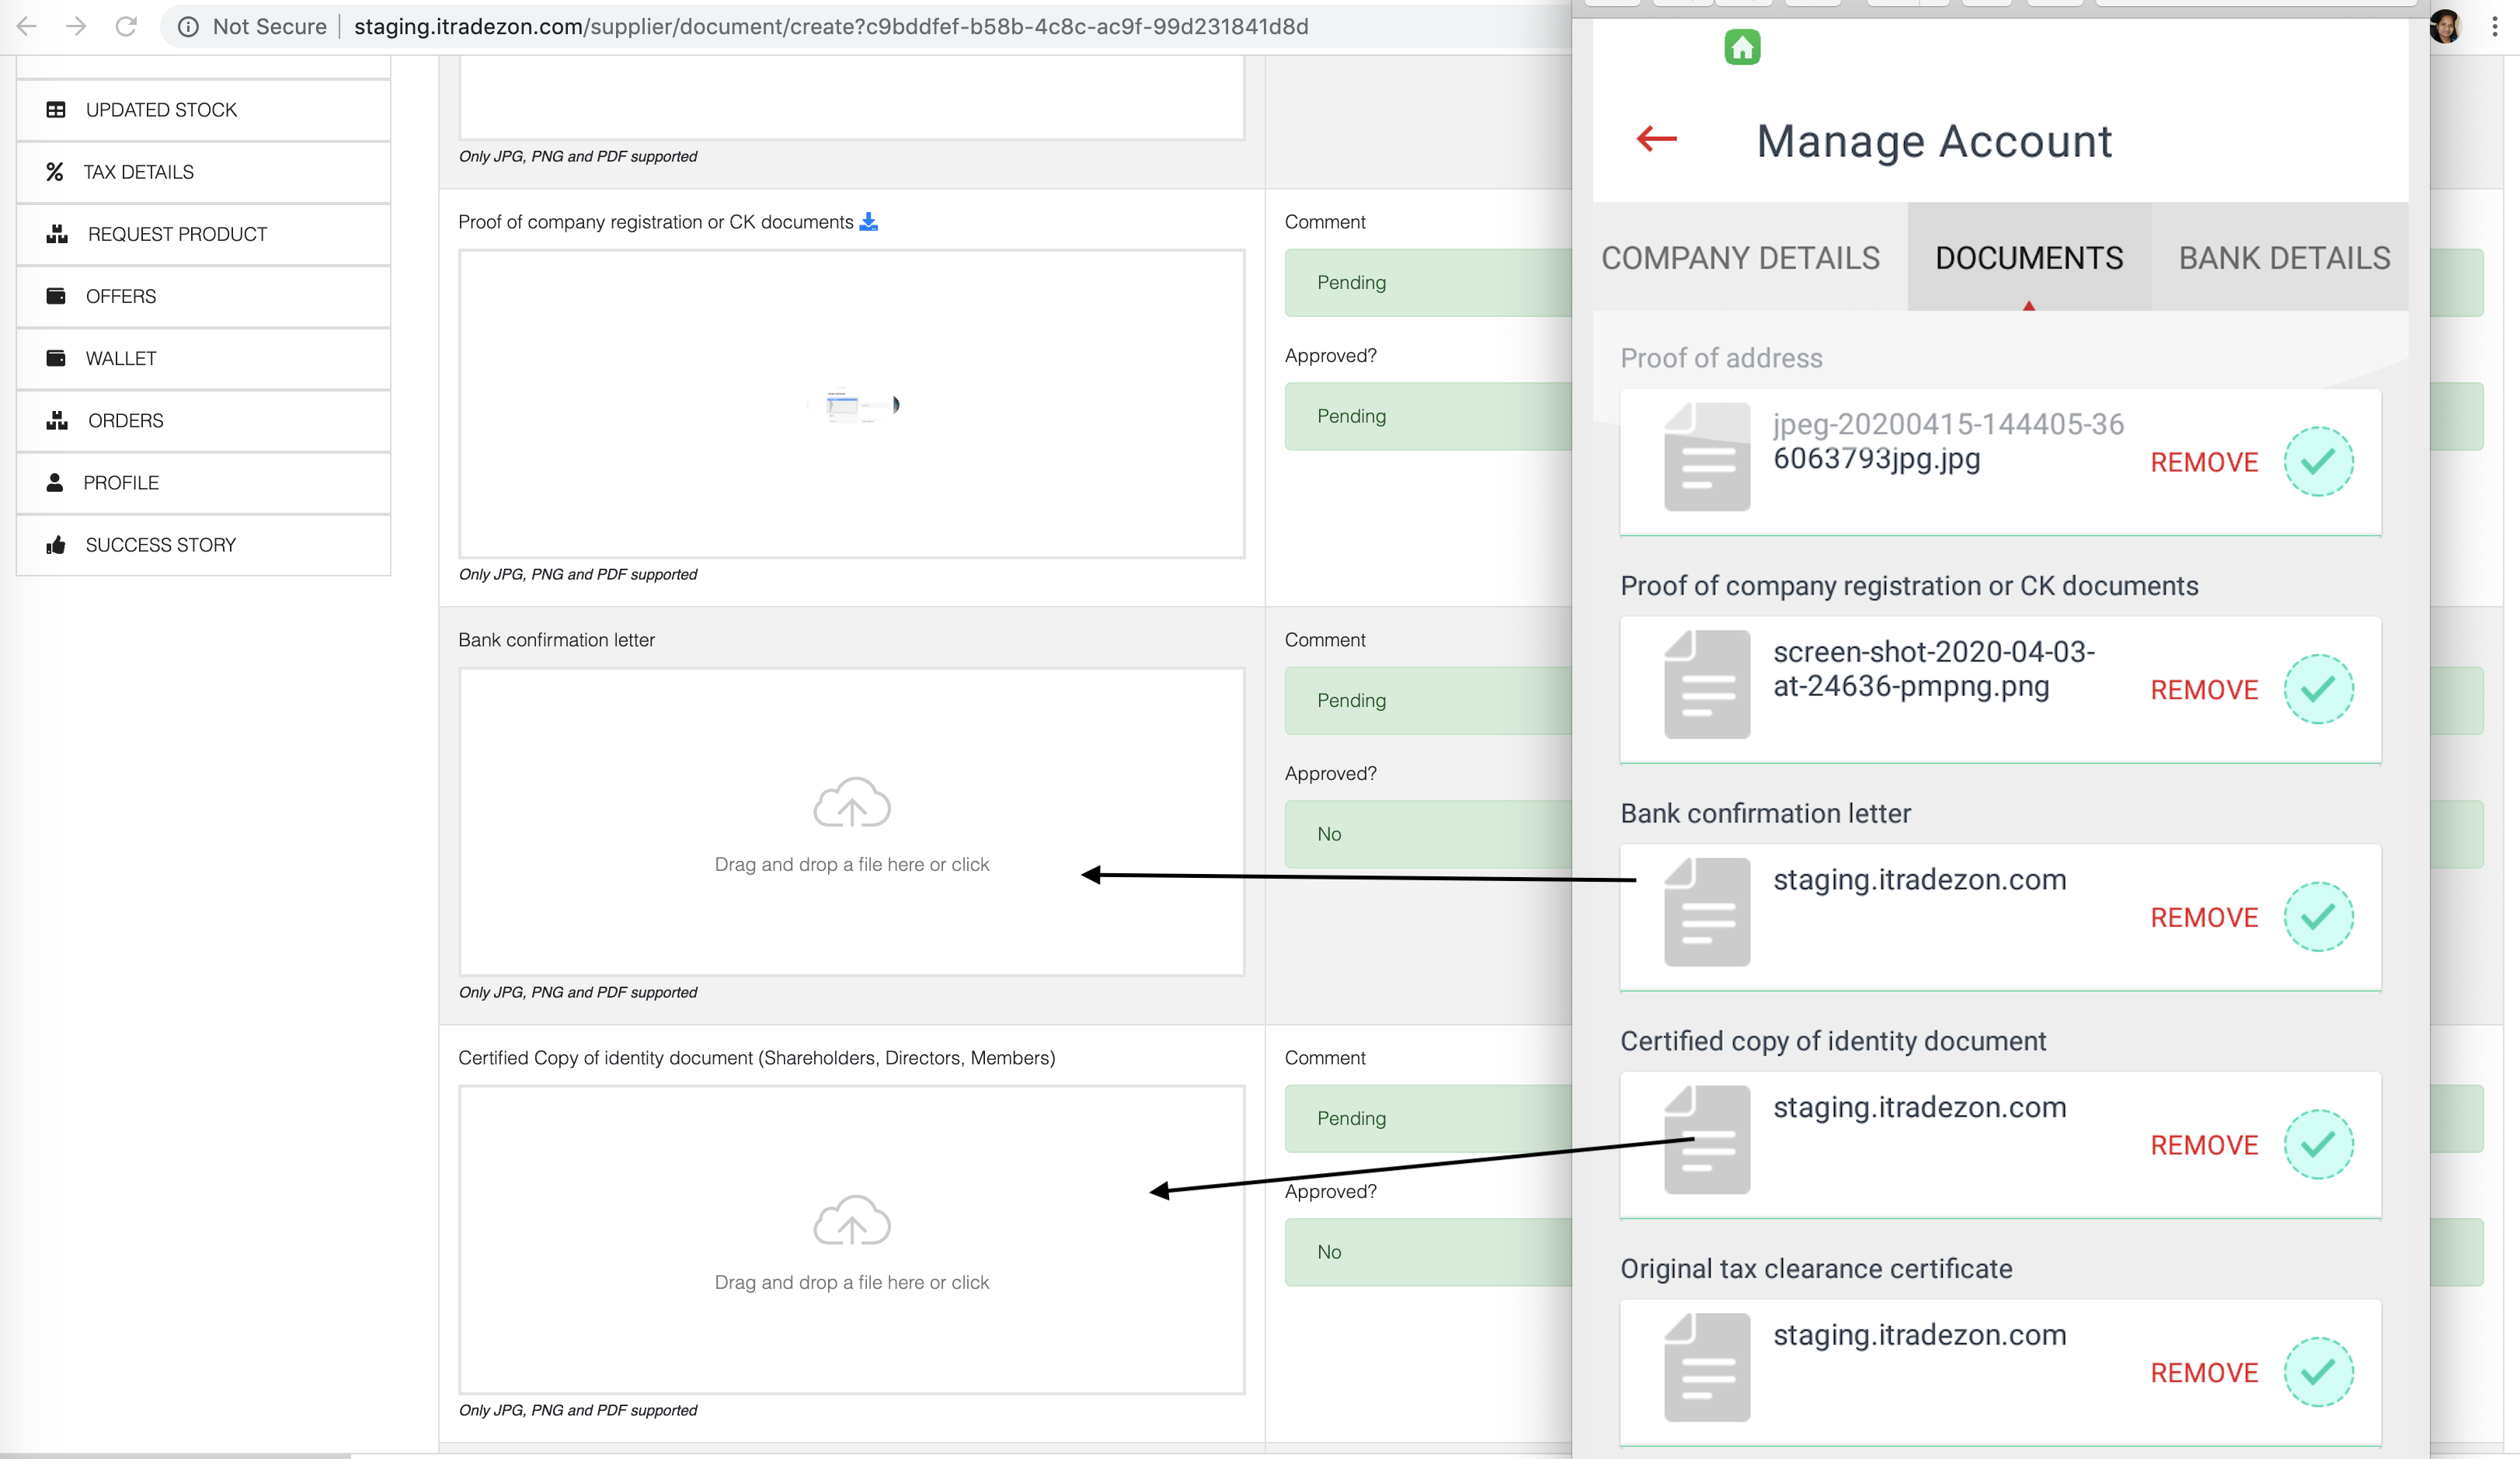 Not Secure
staging.itradezon.com/supplier/document/create?c9bddfef-b58b-4c8c-ac9f-99d231841d8d
UPDATED STOCK
TAX DETAILS
REQUEST PRODUCT
OFFERS
WALLET
ORDERS
PROFILE
SUCCESS STORY
Only JPG, PNG and PDF supported
Proof of company registration or CK documents
Only JPG, PNG and PDF supported
Comment
Pending
Approved?
Pending
Bank confirmation letter
Drag and drop a file here or click
Only JPG, PNG and PDF supported
Comment
Pending
Approved?
No
Certified Copy of identity document (Shareholders, Directors, Members)
Drag and drop a file here or click
Only JPG, PNG and PDF supported
Comment
Pending
Approved?
No
Manage Account
COMPANY DETAILS
DOCUMENTS
BANK DETAILS
Proof of address
jpeg-20200415-144405-36
6063793jpg.jpg
REMOVE
Proof of company registration or CK documents
screen-shot-2020-04-03-
at-24636-pmpng.png
REMOVE
Bank confirmation letter
staging.itradezon.com
REMOVE
Certified copy of identity document
staging.itradezon.com
REMOVE
Original tax clearance certificate
staging.itradezon.com
REMOVE